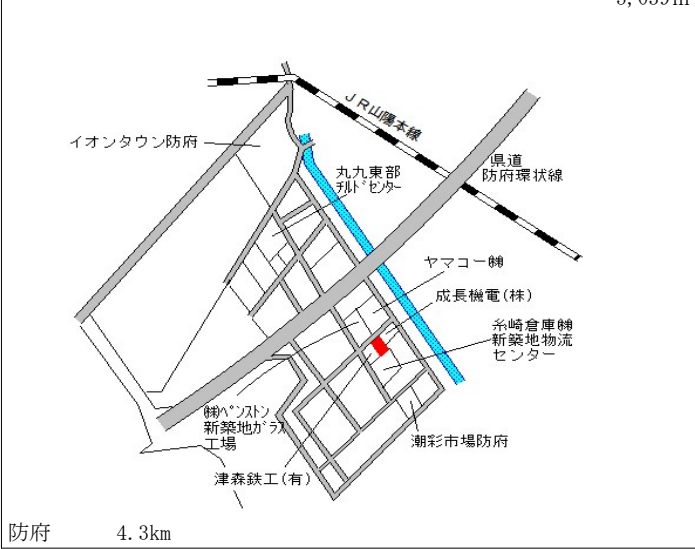 ＪＲ山陽本線
イオンタウン防府
丸九東部
ﾁﾙﾄﾞｾﾝﾀｰ
県道
防府環状線
ヤマコー㈱
成長機電(株)
糸崎倉庫㈱
新築地物流
センター
㈱ﾍﾟﾝｽﾄﾝ
新築地ｶﾞﾗｽ
工場
潮彩市場防府
津森鉄工(有)
防府 4.3km